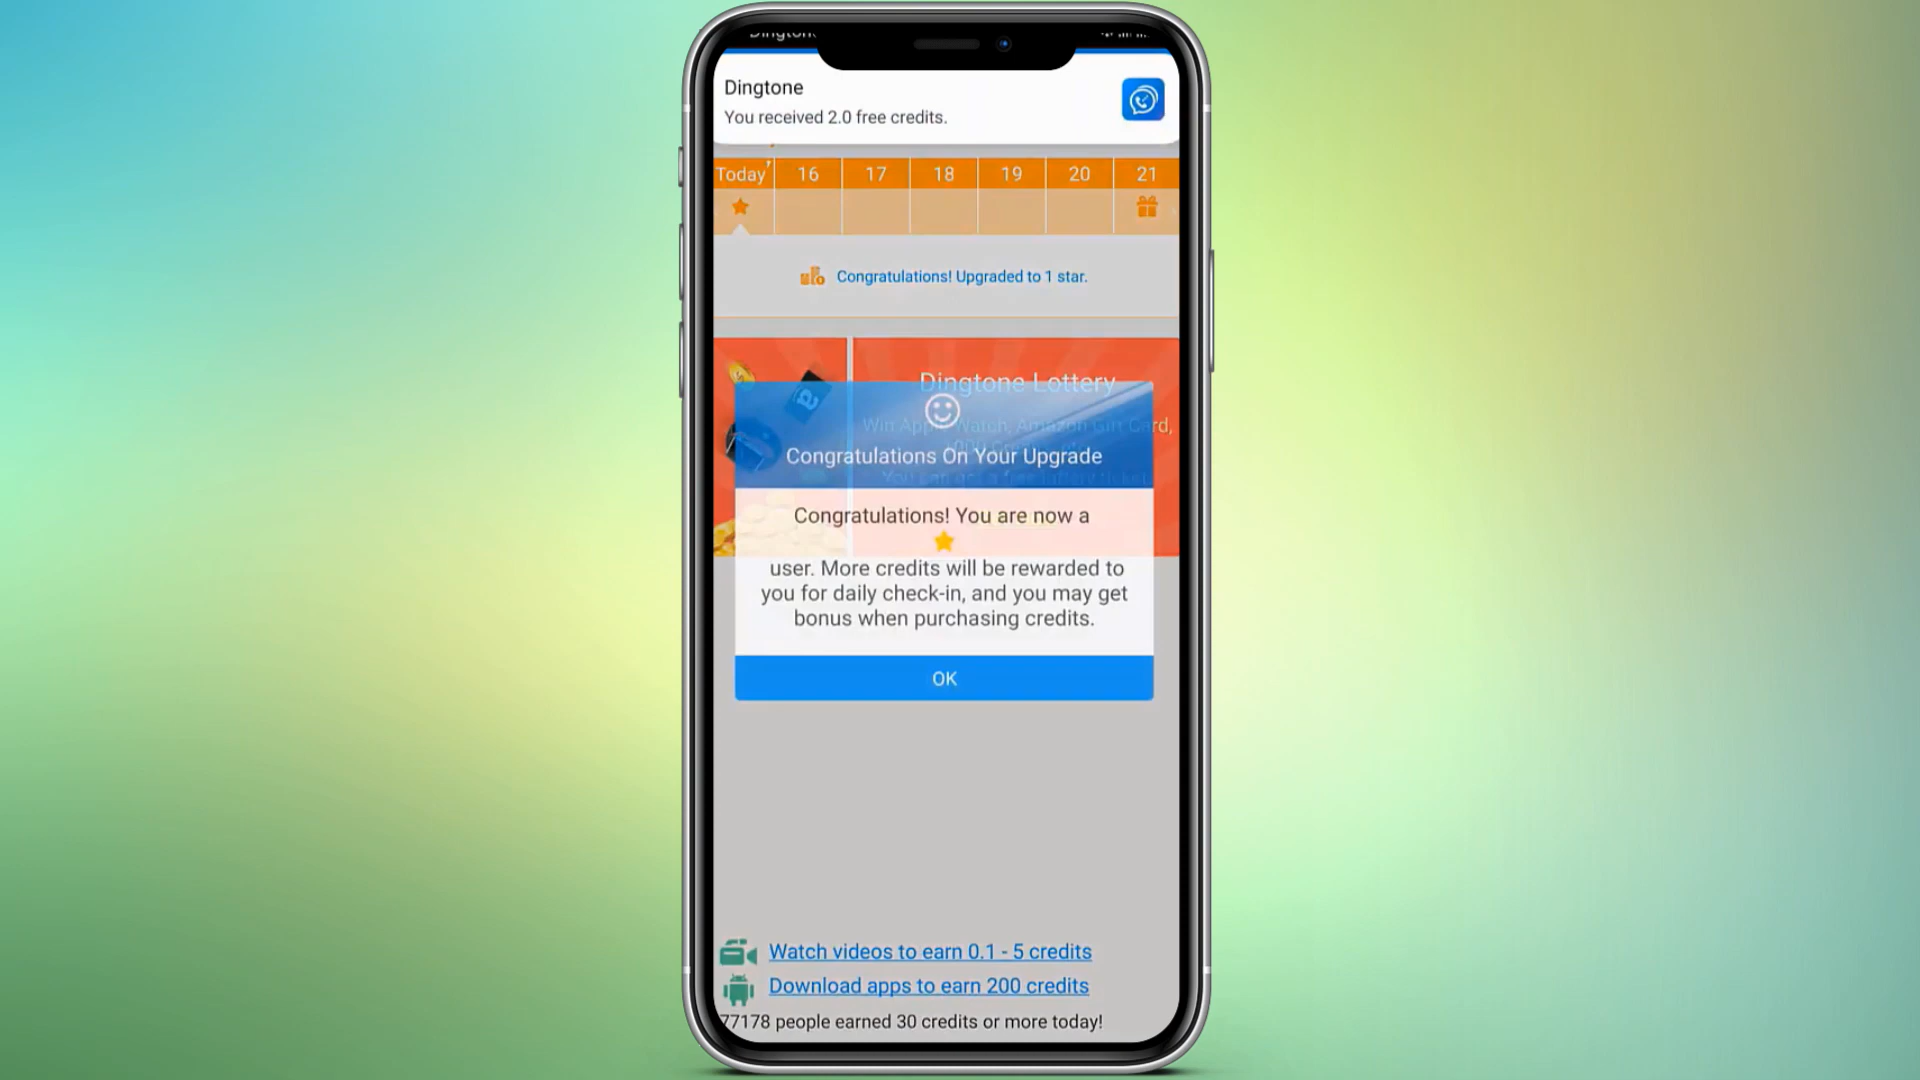 Dingtone
Dingtone
You received 2.0 free credits.
Today 16 17 18 19 20 21
Congratulations! Upgraded to 1 star.
Dingtone Lottery
Win Apple Watch, Amazon Gift Card,
Congratulations On Your Upgrade
Congratulations! You are now a
user. More credits will be rewarded to
you for daily check-in, and you may get
bonus when purchasing credits.
OK
Watch videos to earn 0.1 - 5 credits
Download apps to earn 200 credits
77178 people earned 30 credits or more today!